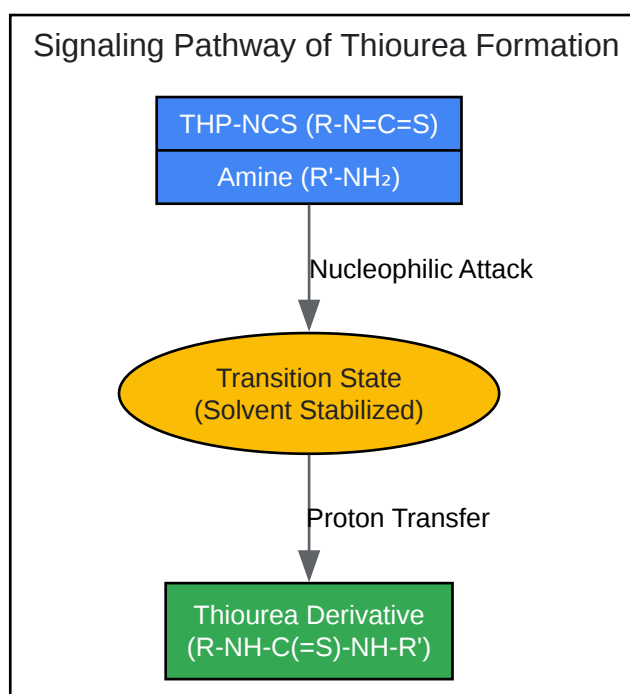 Signaling Pathway of Thiourea Formation
THP-NCS (R-N=C=S)
Amine (R'-NH₂)
Nucleophilic Attack
Transition State
(Solvent Stabilized)
Proton Transfer
Thiourea Derivative
(R-NH-C(=S)-NH-R')